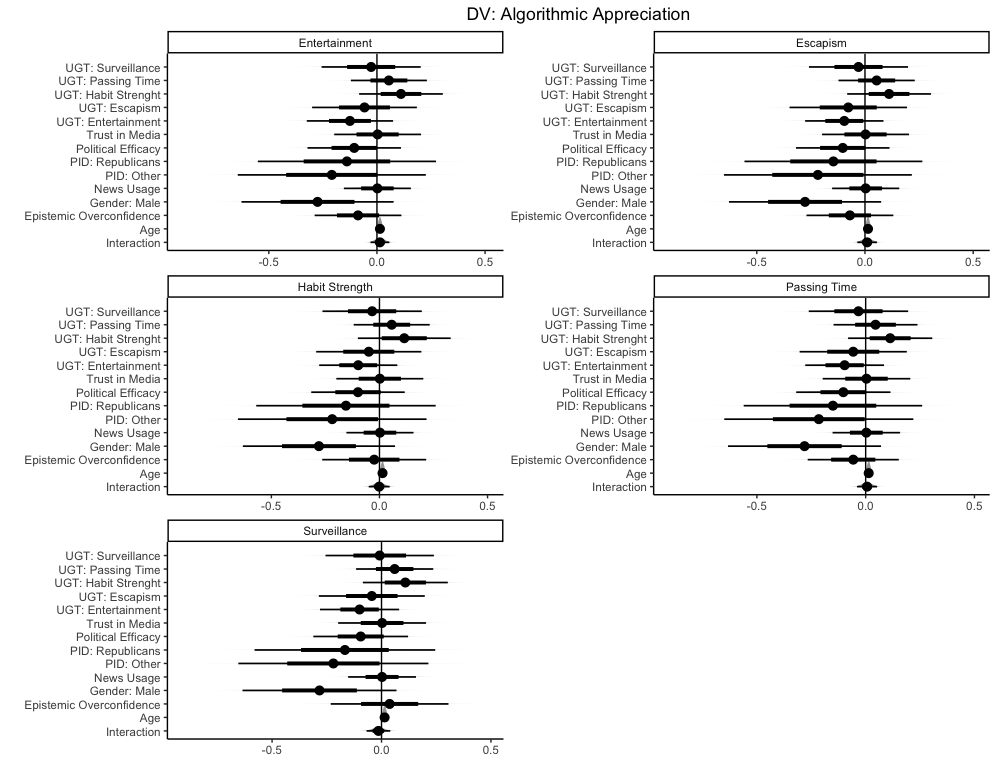 DV: Algorithmic Appreciation
Entertainment
UGT: Surveillance
UGT: Passing Time
UGT: Habit Strenght
UGT: Escapism
UGT: Entertainment
Trust in Media
Political Efficacy
PID: Republicans
PID: Other
News Usage
Gender: Male
Epistemic Overconfidence
Age
Interaction
-0.5 0.0 0.5
Escapism
UGT: Surveillance
UGT: Passing Time
UGT: Habit Strenght
UGT: Escapism
UGT: Entertainment
Trust in Media
Political Efficacy
PID: Republicans
PID: Other
News Usage
Gender: Male
Epistemic Overconfidence
Age
Interaction
-0.5 0.0 0.5
Habit Strength
UGT: Surveillance
UGT: Passing Time
UGT: Habit Strenght
UGT: Escapism
UGT: Entertainment
Trust in Media
Political Efficacy
PID: Republicans
PID: Other
News Usage
Gender: Male
Epistemic Overconfidence
Age
Interaction
-0.5 0.0 0.5
Passing Time
UGT: Surveillance
UGT: Passing Time
UGT: Habit Strenght
UGT: Escapism
UGT: Entertainment
Trust in Media
Political Efficacy
PID: Republicans
PID: Other
News Usage
Gender: Male
Epistemic Overconfidence
Age
Interaction
-0.5 0.0 0.5
Surveillance
UGT: Surveillance
UGT: Passing Time
UGT: Habit Strenght
UGT: Escapism
UGT: Entertainment
Trust in Media
Political Efficacy
PID: Republicans
PID: Other
News Usage
Gender: Male
Epistemic Overconfidence
Age
Interaction
-0.5 0.0 0.5